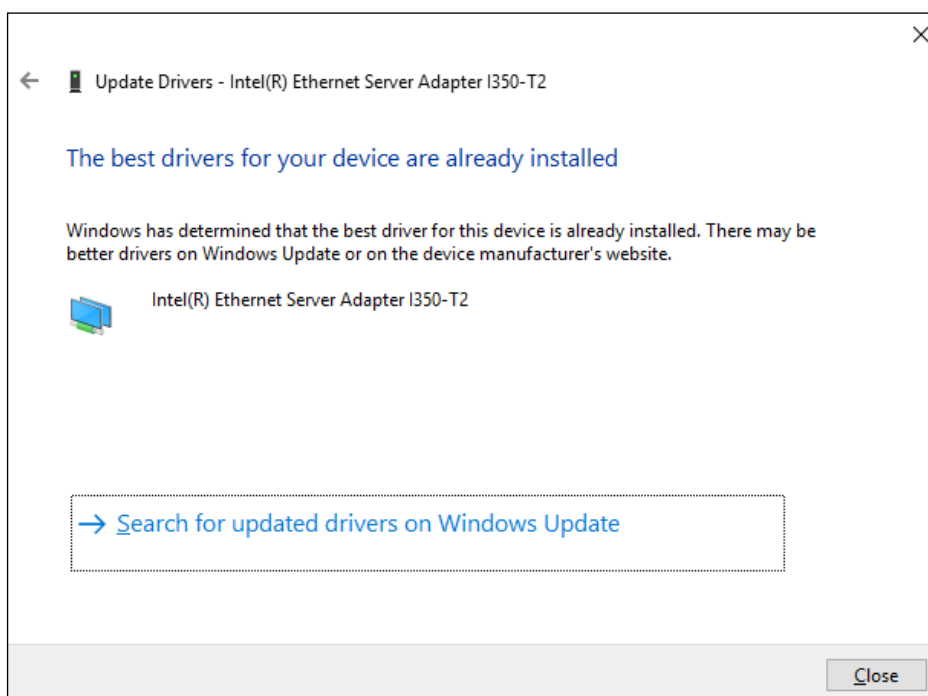 Update Drivers - Intel(R) Ethernet Server Adapter I350-T2
The best drivers for your device are already installed
Windows has determined that the best driver for this device is already installed. There may be
better drivers on Windows Update or on the device manufacturer's website.
Intel(R) Ethernet Server Adapter I350-T2
Search for updated drivers on Windows Update
Close